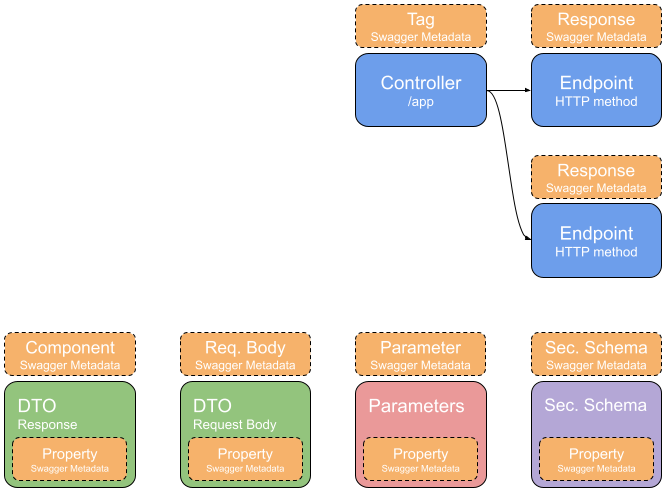 Tag
Swagger Metadata
Response
Swagger Metadata
Controller
/app
Endpoint
HTTP method
Response
Swagger Metadata
Endpoint
HTTP method
Component
Swagger Metadata
Req. Body
Swagger Metadata
Parameter
Swagger Metadata
Sec. Schema
Swagger Metadata
DTO
Response
Property
Swagger Metadata
DTO
Request Body
Property
Swagger Metadata
Parameters
Property
Swagger Metadata
Sec. Schema
Property
Swagger Metadata